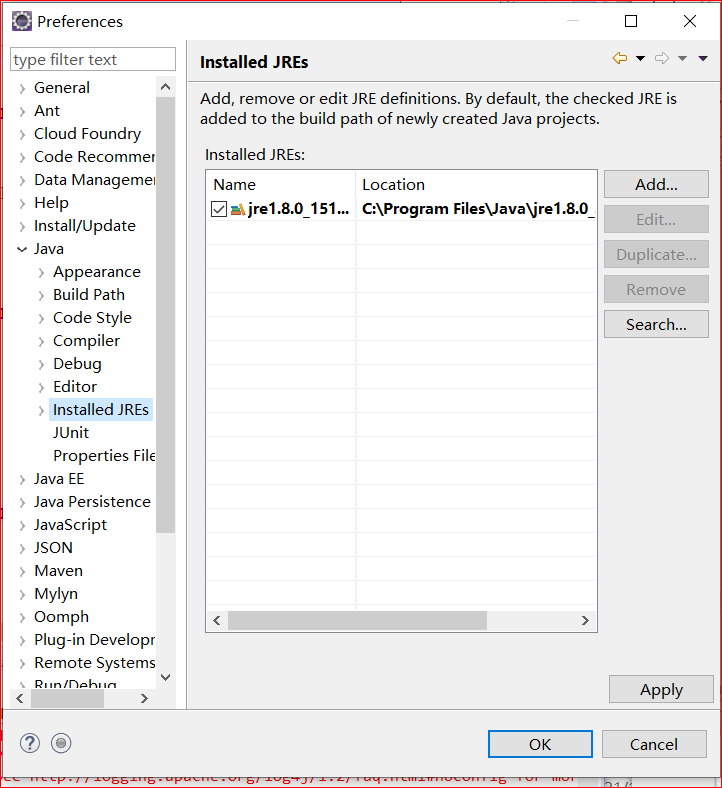 Preferences
type filter text
General
Ant
Cloud Foundry
Code Recommen
Data Managemen
Help
Install/Update
Java
Appearance
Build Path
Code Style
Compiler
Debug
Editor
Installed JREs
JUnit
Properties File
Java EE
Java Persistence
JavaScript
JSON
Maven
Mylyn
Oomph
Plug-in Developr
Remote Systems
Run/Debug
Installed JREs
Add, remove or edit JRE definitions. By default, the checked JRE is
added to the build path of newly created Java projects.
Installed JREs:
Name Location
jre1.8.0_151... C:\Program Files\Java\jre1.8.0_
Add...
Edit...
Duplicate...
Remove
Search...
Apply
OK Cancel
http://logging.apache.org/log4j/1.2/faq.html#noconfig for mor